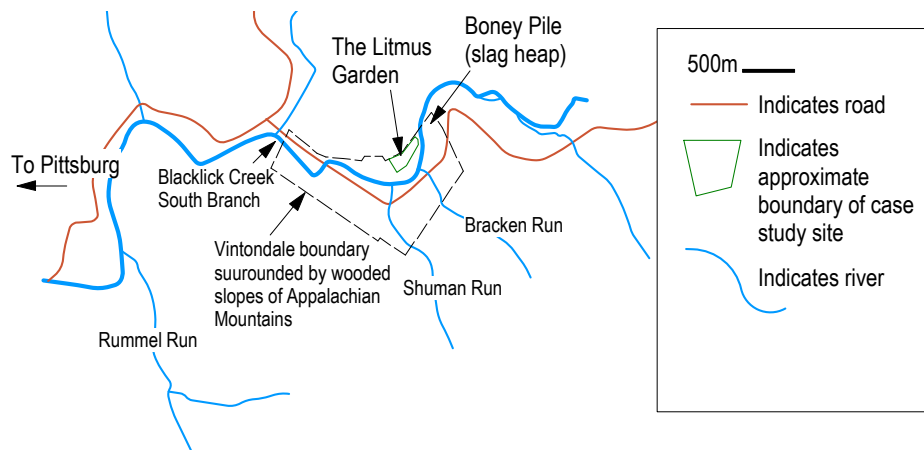 Boney Pile
(slag heap)
The Litmus
Garden
To Pittsburg
Blacklick Creek
South Branch
Vintondale boundary
suurounded by wooded
slopes of Appalachian
Mountains
Bracken Run
Shuman Run
Rummel Run
500m
Indicates road
Indicates
approximate
boundary of case
study site
Indicates river